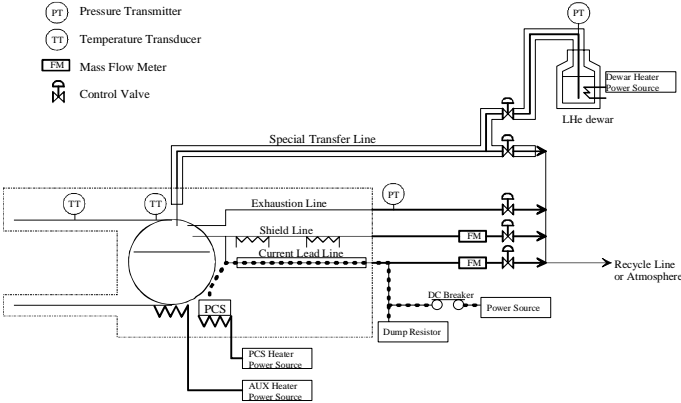 PT Pressure Transmitter
TT Temperature Transducer
FM Mass Flow Meter
Control Valve
PT
Dewar Heater
Power Source
LHe dewar
Special Transfer Line
TT
TT
Exhaustion Line
PT
Shield Line
FM
Current Lead Line
FM
Recycle Line
or Atmosphere
PCS
DC Breaker
Power Source
Dump Resistor
PCS Heater
Power Source
AUX Heater
Power Source